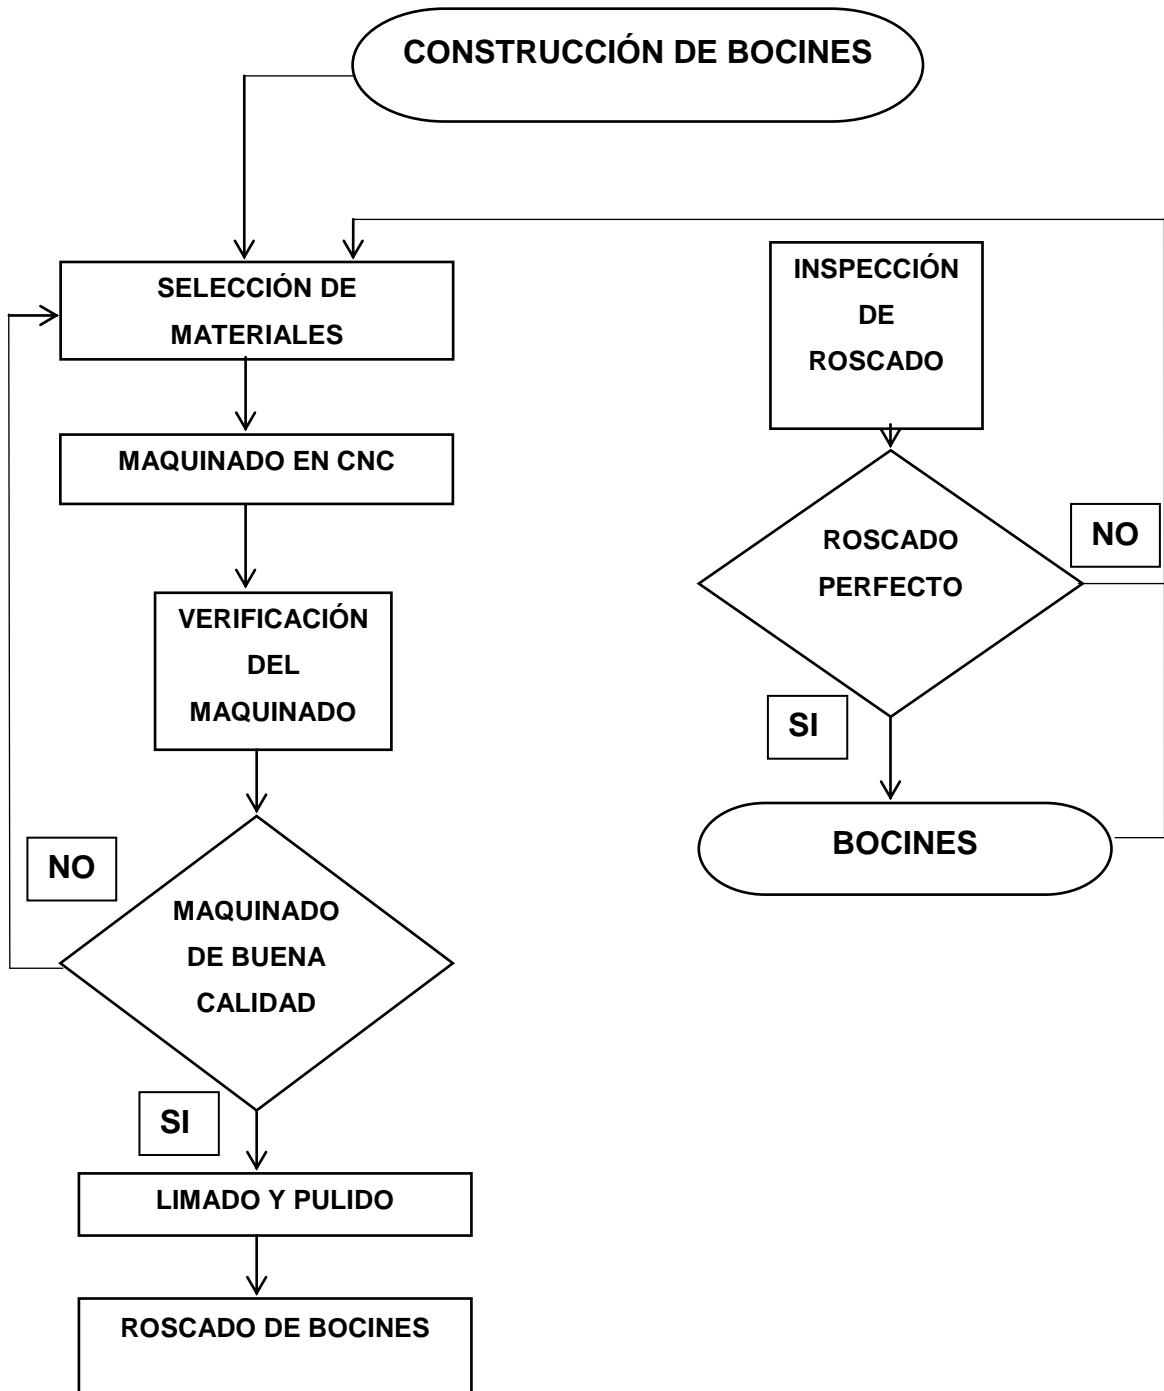 CONSTRUCCIÓN DE BOCINES
SELECCIÓN DE
MATERIALES
MAQUINADO EN CNC
VERIFICACIÓN
DEL
MAQUINADO
NO
MAQUINADO
DE BUENA
CALIDAD
SI
LIMADO Y PULIDO
ROSCADO DE BOCINES
INSPECCIÓN
DE
ROSCADO
ROSCADO
PERFECTO
NO
SI
BOCINES